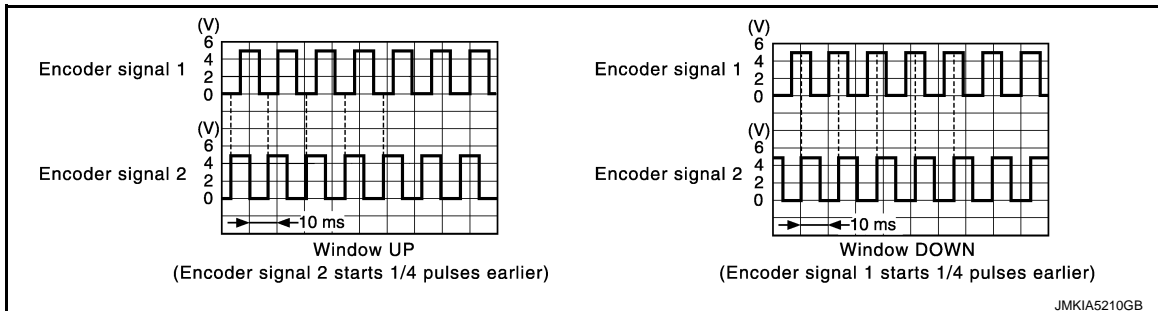 (V)
6
4
2
0
Encoder signal 1
(V)
6
4
2
0
Encoder signal 2
10 ms
Window UP
(Encoder signal 2 starts 1/4 pulses earlier)
(V)
6
4
2
0
Encoder signal 1
(V)
6
4
2
0
Encoder signal 2
10 ms
Window DOWN
(Encoder signal 1 starts 1/4 pulses earlier)
JMKIA5210GB